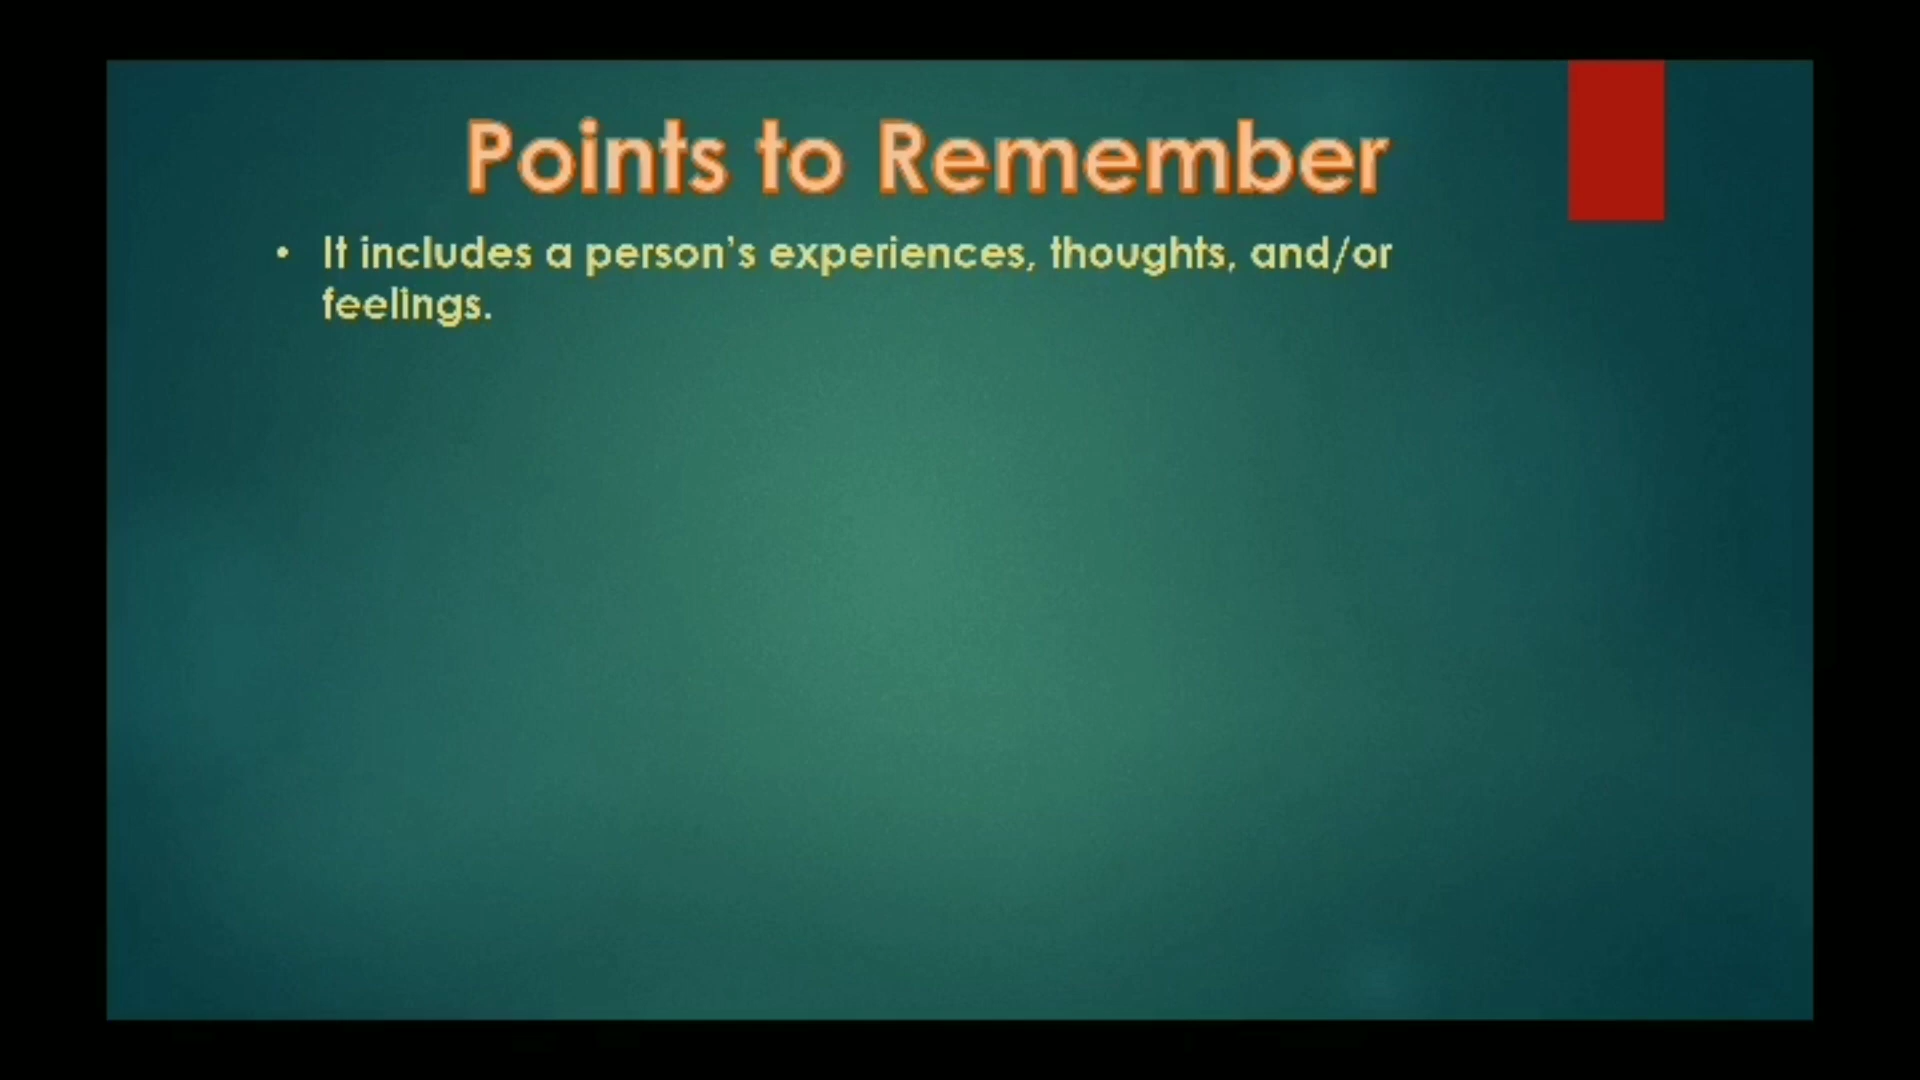 Points to Remember
• It includes a person’s experiences, thoughts, and/or
feelings.